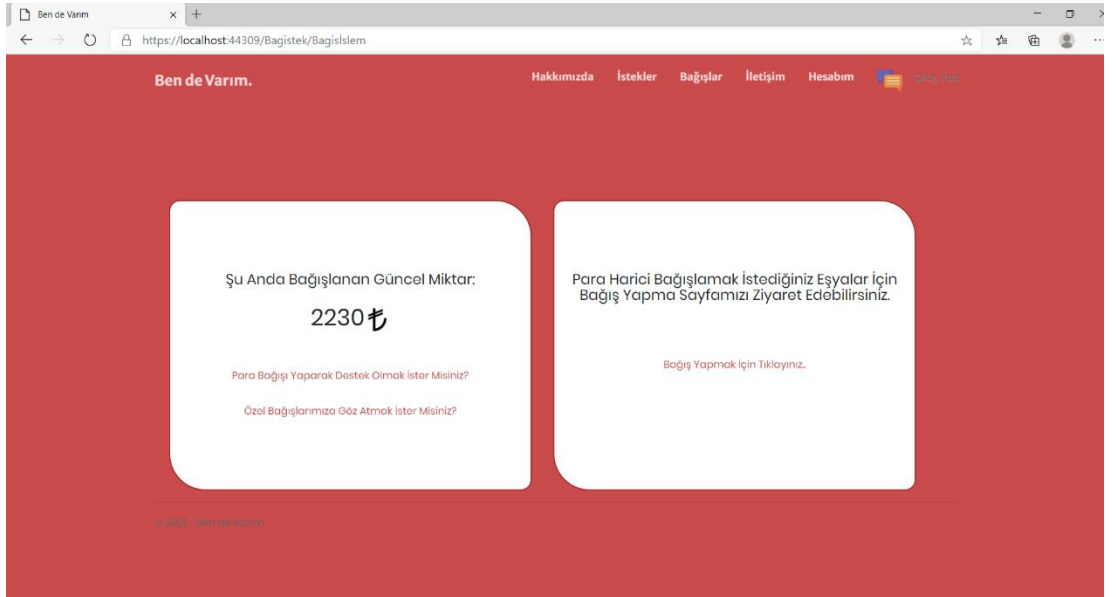 Ben de Varım
https://localhost:44309/Bagistek/BagisIslem
Ben de Varım.
Hakkımızda İstekler Bağışlar İletişim Hesabım
Şu Anda Bağışlanan Güncel Miktar:
2230₺
Para Bağışı Yaparak Destek Olmak İster Misiniz?
Özel Bağışlarımıza Göz Atmak İster Misiniz?
Para Harici Bağışlamak İstediğiniz Eşyalar İçin
Bağış Yapma Sayfamızı Ziyaret Edebilirsiniz.
Bağış Yapmak İçin Tıklayınız.
© 2021 - Ben de Varım